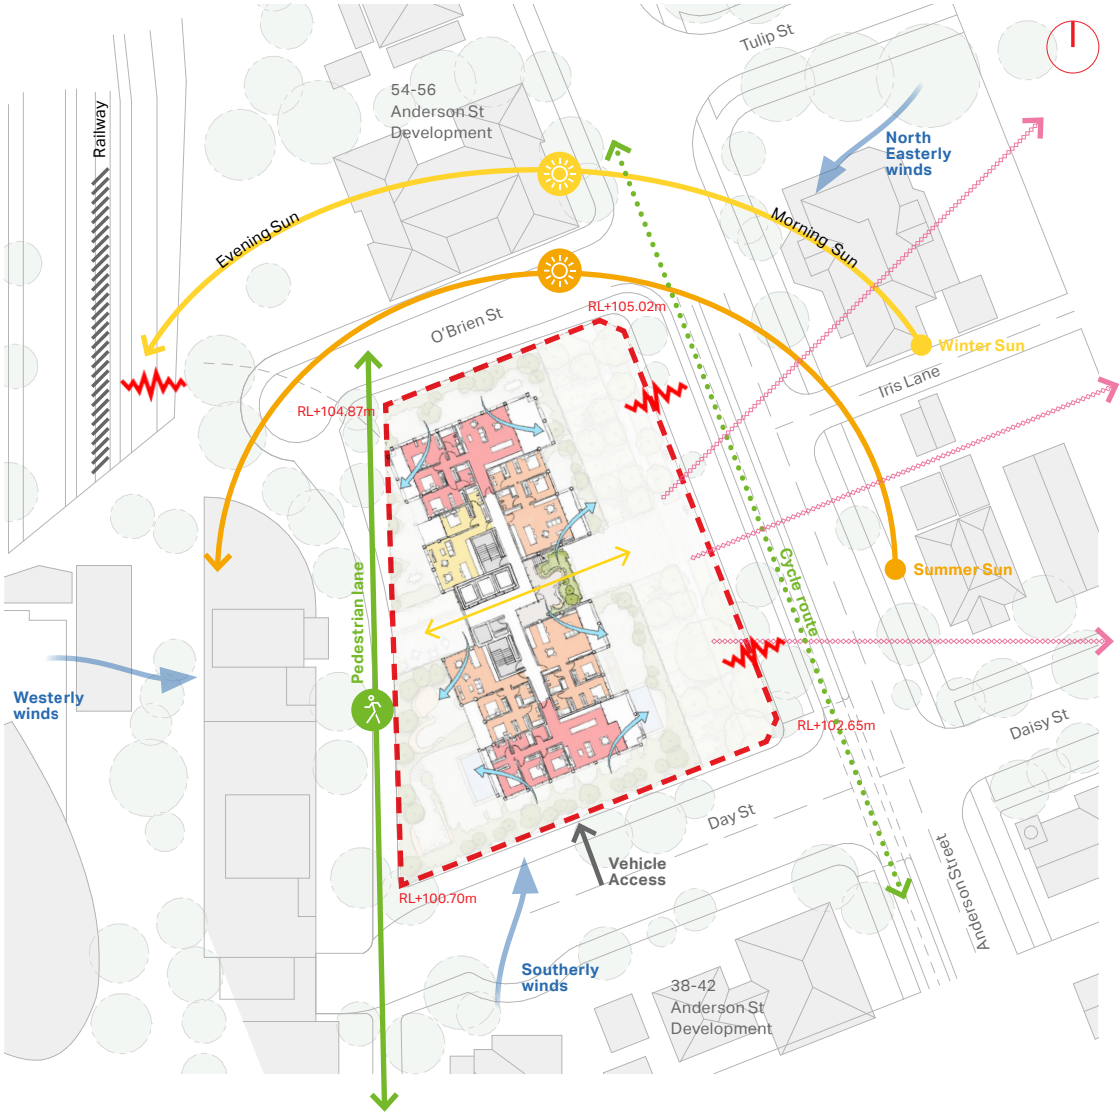 Tulip St
54-56
Anderson St
Development
Railway
North
Easterly
winds
Evening Sun
Morning Sun
RL+105.02m
O'Brien St
Winter Sun
Iris Lane
RL+104.87m
Cycle route
Summer Sun
Pedestrian lane
Westerly
winds
RL+102.65m
Daisy St
Day St
Vehicle
Access
RL+100.70m
Anderson Street
Southerly
winds
38-42
Anderson St
Development